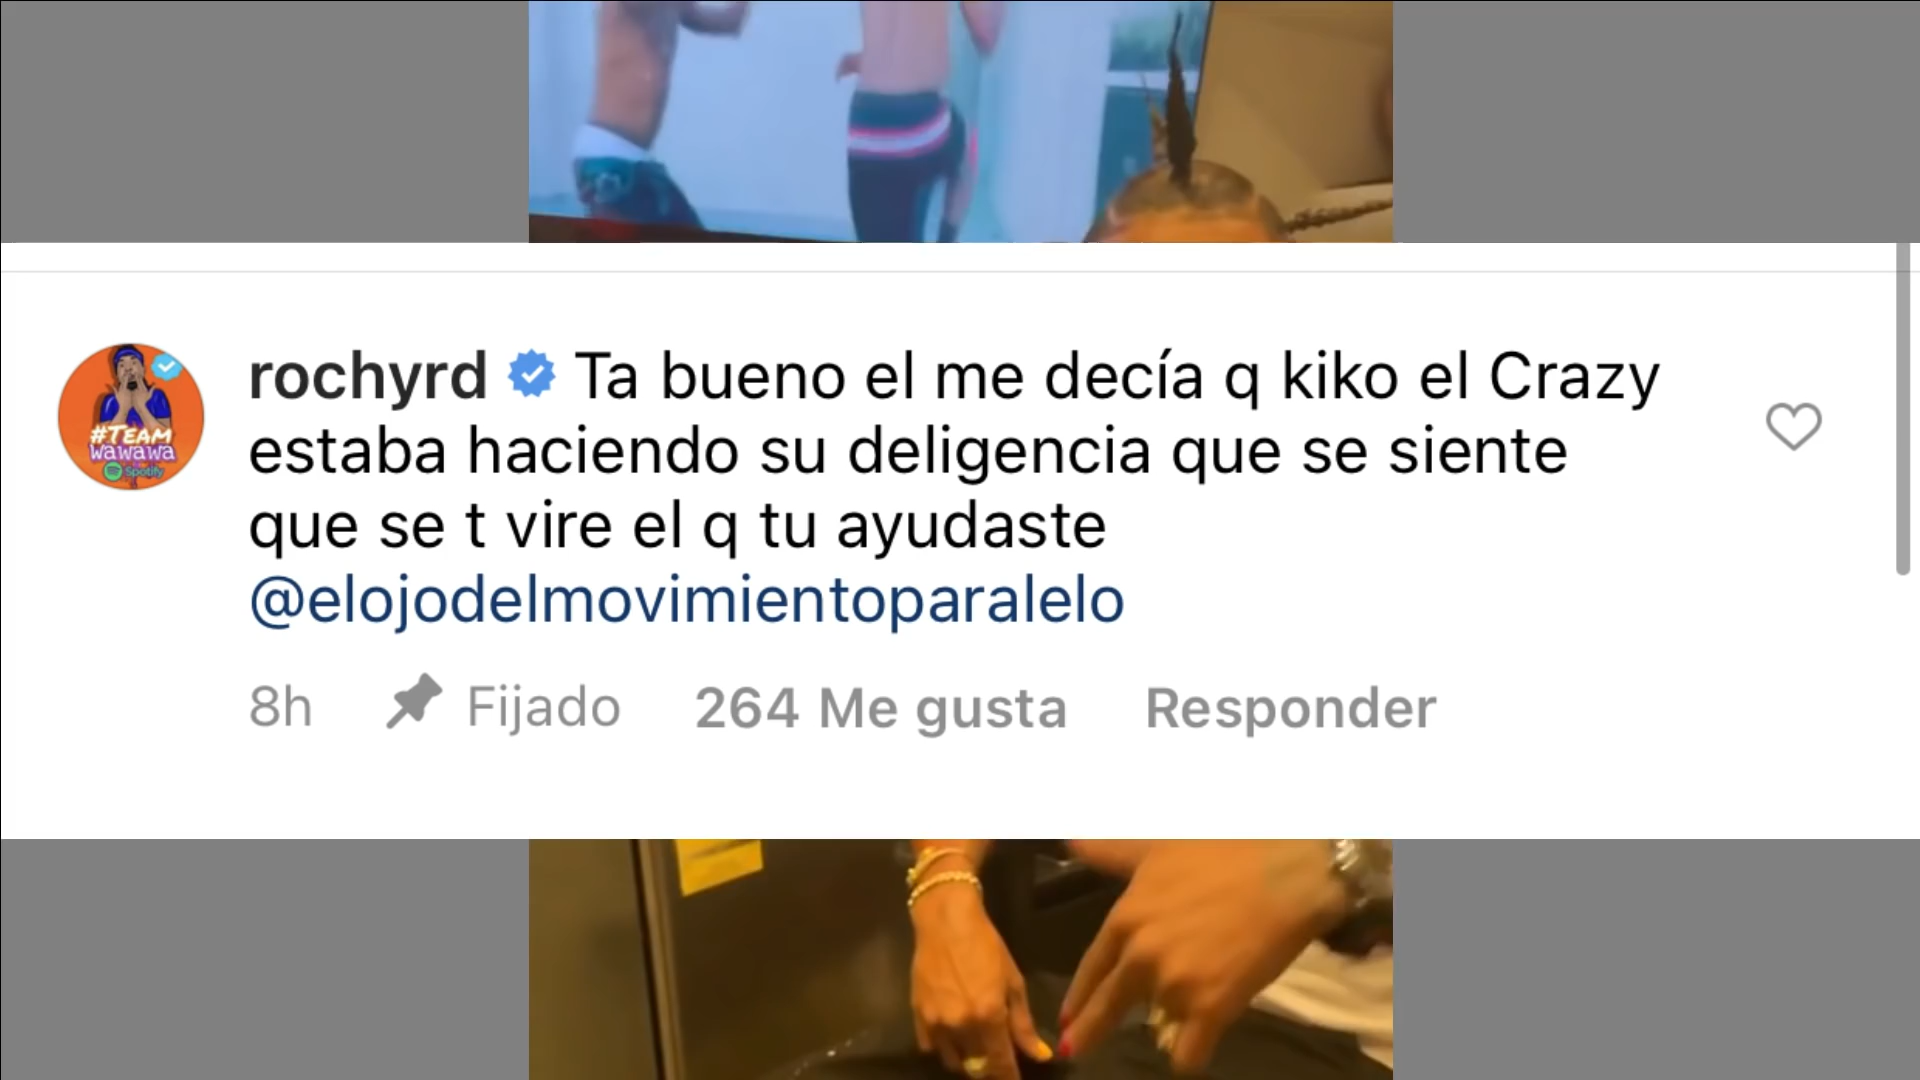 rochyrd Ta bueno el me decía q kiko el Crazy
estaba haciendo su deligencia que se siente
que se t vire el q tu ayudaste
@elojodelmovimientoparalelo
8h Fijado 264 Me gusta Responder
#TEAM
WAWAWA
Spotify